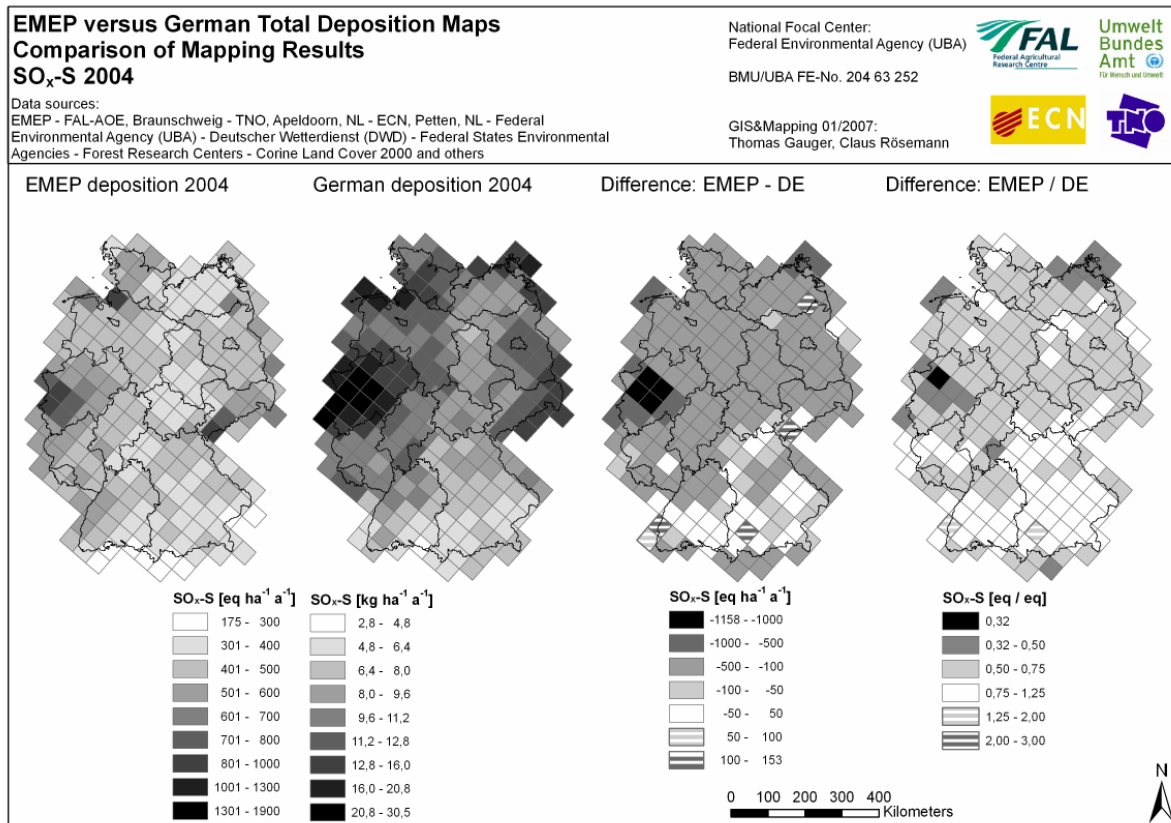 EMEP versus German Total Deposition Maps
Comparison of Mapping Results
SOx-S 2004
Data sources:
EMEP - FAL-AOE, Braunschweig - TNO, Apeldoorn, NL - ECN, Petten, NL - Federal
Environmental Agency (UBA) - Deutscher Wetterdienst (DWD) - Federal States Environmental
Agencies - Forest Research Centers - Corine Land Cover 2000 and others
National Focal Center:
Federal Environmental Agency (UBA)
BMU/UBA FE-No. 204 63 252
GIS&Mapping 01/2007:
Thomas Gauger, Claus Rösemann
FAL
Federal Agricultural
Research Centre
Umwelt
Bundes
Amt
Für Mensch und Umwelt
ECN
TNO
EMEP deposition 2004
German deposition 2004
Difference: EMEP - DE
Difference: EMEP / DE
SOx-S [eq ha-1 a-1]
175 - 300
301 - 400
401 - 500
501 - 600
601 - 700
701 - 800
801 - 1000
1001 - 1300
1301 - 1900
SOx-S [kg ha-1 a-1]
2,8 - 4,8
4,8 - 6,4
6,4 - 8,0
8,0 - 9,6
9,6 - 11,2
11,2 - 12,8
12,8 - 16,0
16,0 - 20,8
20,8 - 30,5
SOx-S [eq ha-1 a-1]
-1158 - -1000
-1000 - -500
-500 - -100
-100 - -50
-50 - 50
50 - 100
100 - 153
SOx-S [eq / eq]
0,32
0,32 - 0,50
0,50 - 0,75
0,75 - 1,25
1,25 - 2,00
2,00 - 3,00
0 100 200 300 400
Kilometers
N